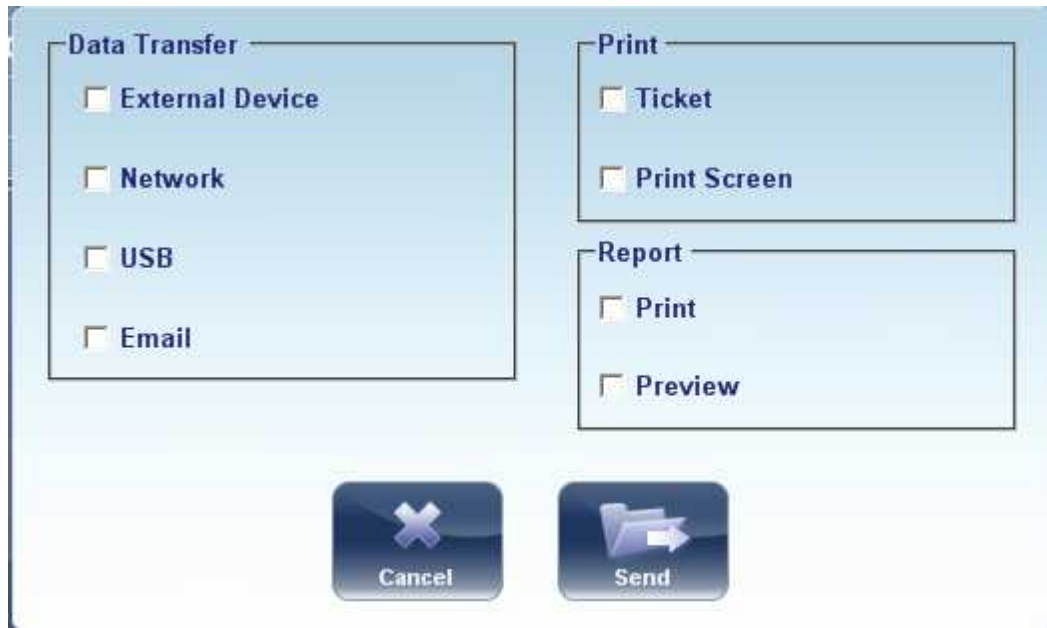 Data Transfer
External Device
Network
USB
Email
Print
Ticket
Print Screen
Report
Print
Preview
Cancel
Send